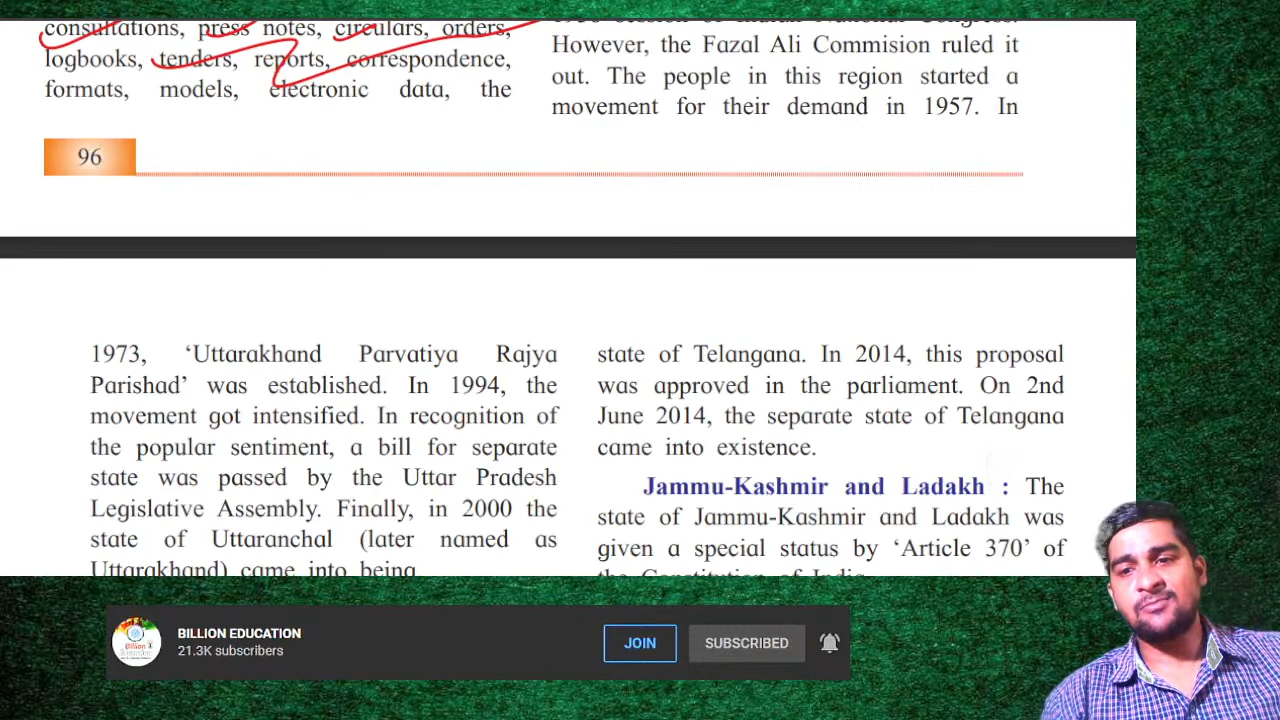 consultations, press notes, circulars, orders,
logbooks, tenders, reports, correspondence,
formats, models, electronic data, the
However, the Fazal Ali Commision ruled it
out. The people in this region started a
movement for their demand in 1957. In
96
1973, ‘Uttarakhand Parvatiya Rajya
Parishad’ was established. In 1994, the
movement got intensified. In recognition of
the popular sentiment, a bill for separate
state was passed by the Uttar Pradesh
Legislative Assembly. Finally, in 2000 the
state of Uttaranchal (later named as
Uttarakhand) came into being
state of Telangana. In 2014, this proposal
was approved in the parliament. On 2nd
June 2014, the separate state of Telangana
came into existence.
Jammu-Kashmir and Ladakh : The
state of Jammu-Kashmir and Ladakh was
given a special status by ‘Article 370’ of
the Constitution of India
BILLION EDUCATION
21.3K subscribers
JOIN
SUBSCRIBED